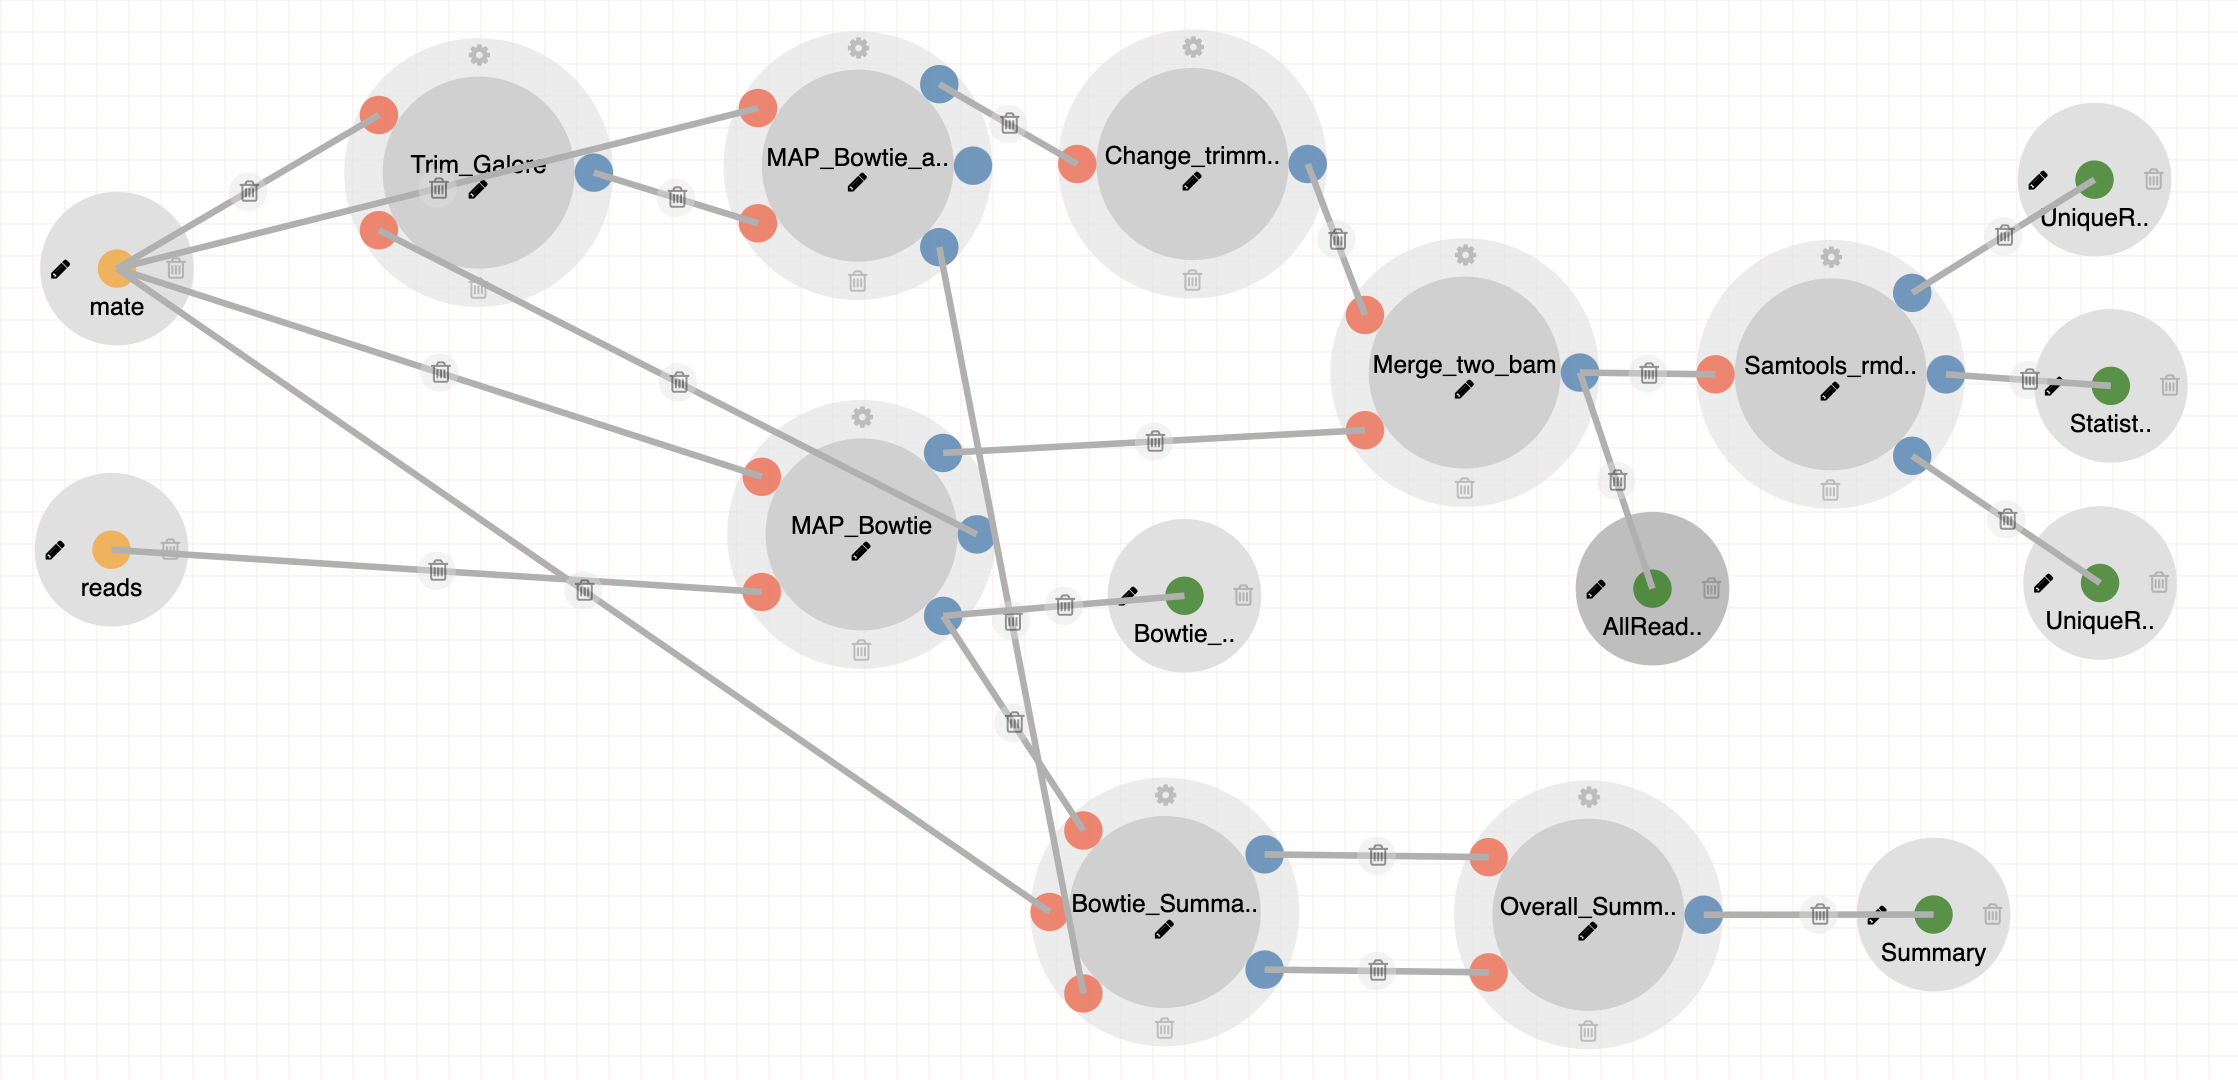 Trim_Galore
MAP_Bowtie_a..
Change_trimm..
UniqueR..
mate
Merge_two_bam
Samtools_rmd..
Statist..
MAP_Bowtie
reads
Bowtie_..
AllRead..
UniqueR..
Bowtie_Summa..
Overall_Summ..
Summary